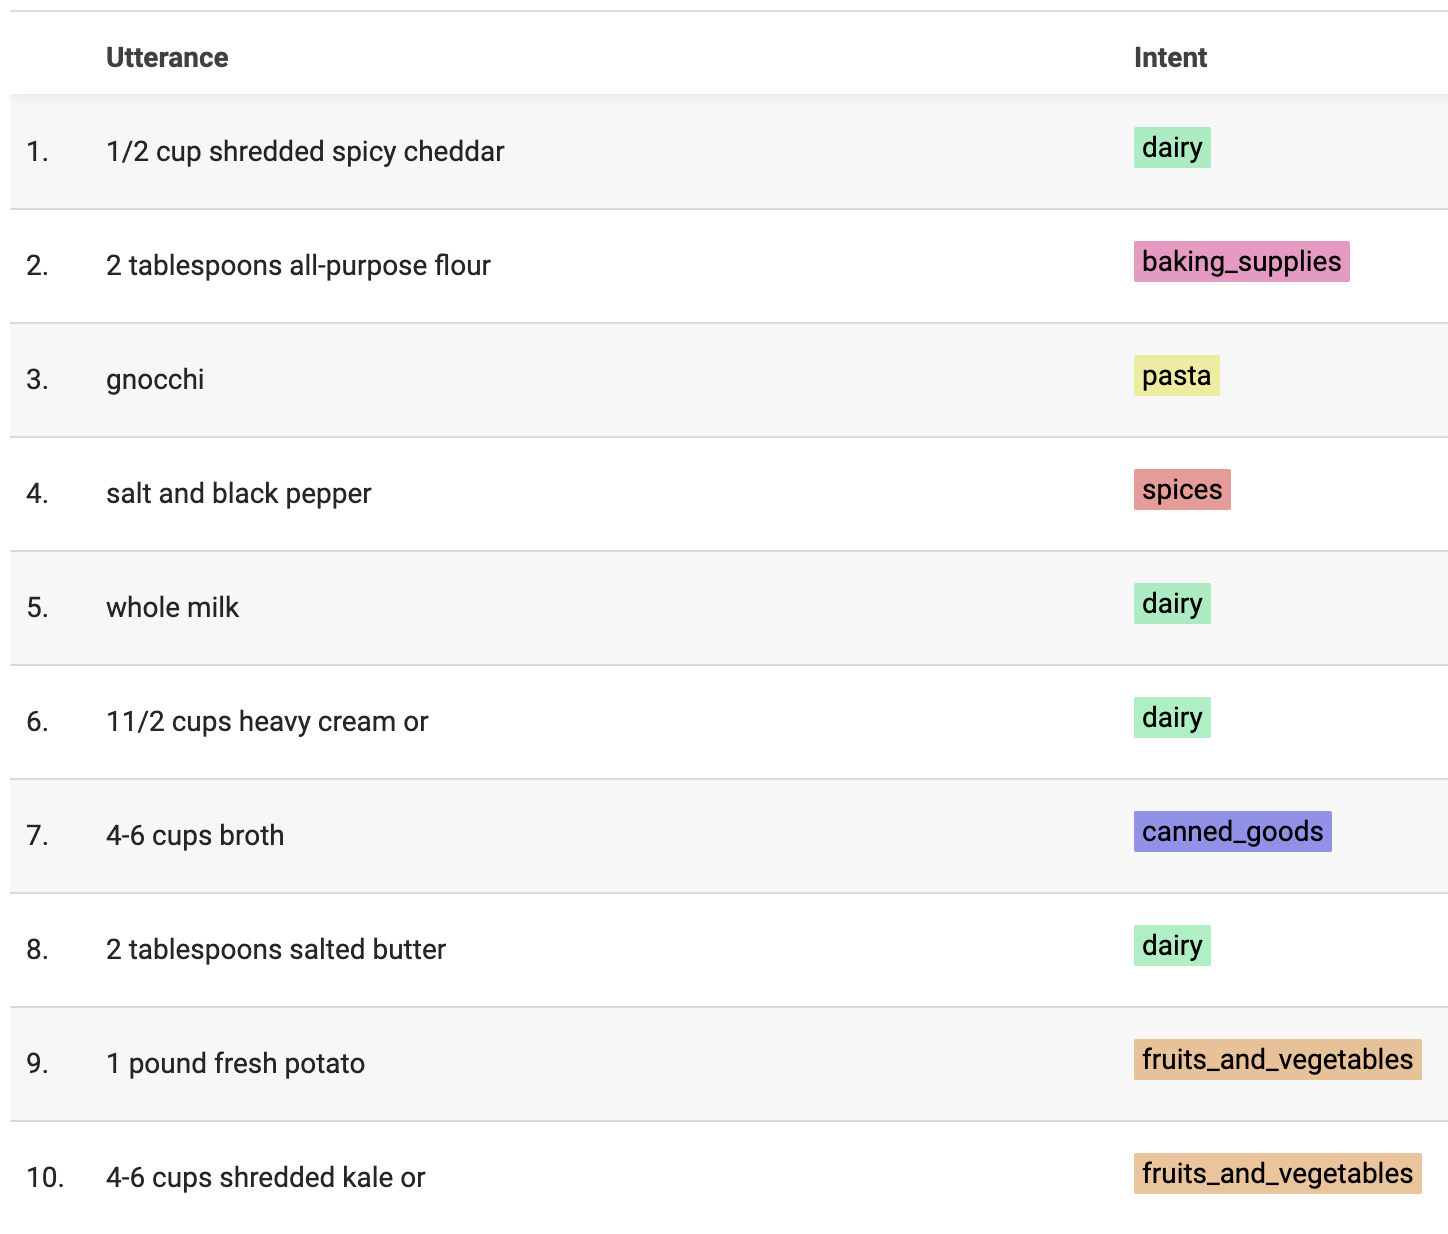 Utterance Intent
1. 1/2 cup shredded spicy cheddar dairy
2. 2 tablespoons all-purpose flour baking_supplies
3. gnocchi pasta
4. salt and black pepper spices
5. whole milk dairy
6. 11/2 cups heavy cream or dairy
7. 4-6 cups broth canned_goods
8. 2 tablespoons salted butter dairy
9. 1 pound fresh potato fruits_and_vegetables
10. 4-6 cups shredded kale or fruits_and_vegetables